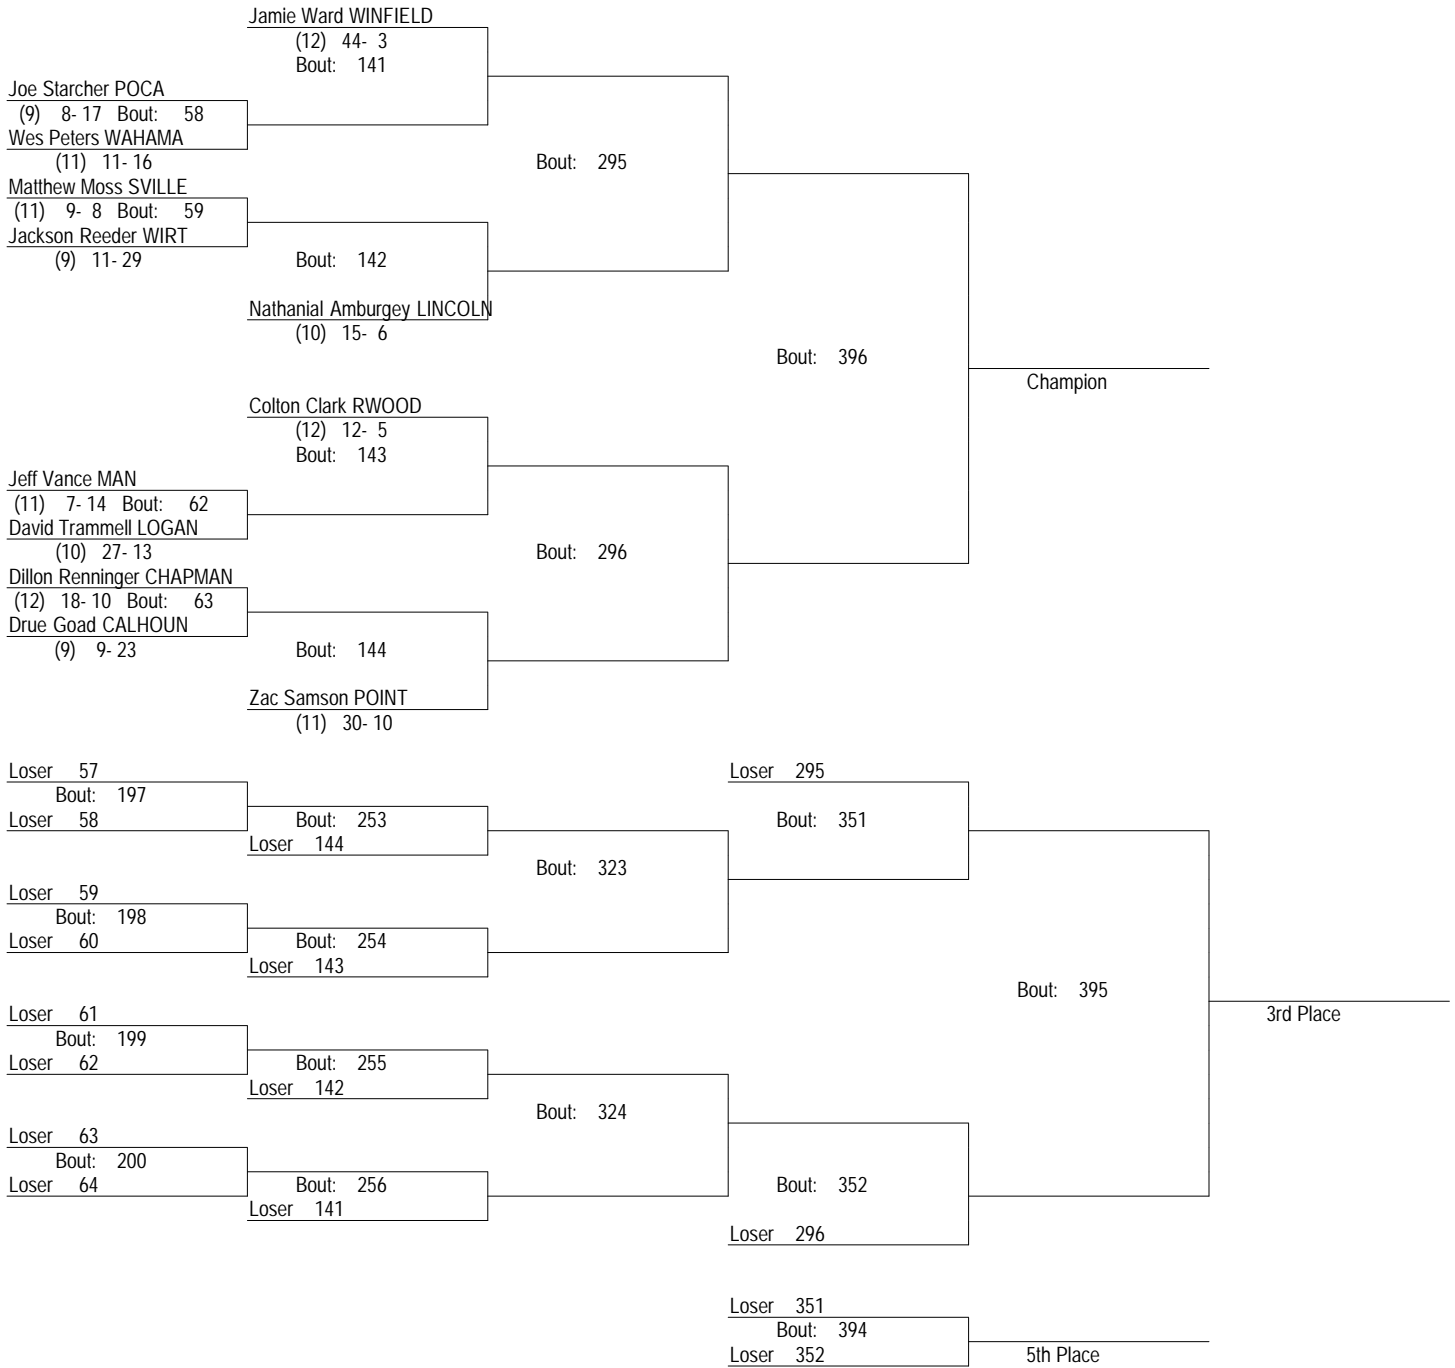 Jamie Ward WINFIELD
(12) 44- 3
Bout: 141
Joe Starcher POCA
(9) 8- 17 Bout: 58
Wes Peters WAHAMA
(11) 11- 16
Bout: 295
Matthew Moss SVILLE
(11) 9- 8 Bout: 59
Jackson Reeder WIRT
(9) 11- 29
Bout: 142
Nathanial Amburgey LINCOLN
(10) 15- 6
Bout: 396
Champion
Colton Clark RWOOD
(12) 12- 5
Bout: 143
Jeff Vance MAN
(11) 7- 14 Bout: 62
David Trammell LOGAN
(10) 27- 13
Bout: 296
Dillon Renninger CHAPMAN
(12) 18- 10 Bout: 63
Drue Goad CALHOUN
(9) 9- 23
Bout: 144
Zac Samson POINT
(11) 30- 10
Loser 57
Bout: 197
Loser 58
Bout: 253
Loser 144
Loser 295
Bout: 351
Bout: 323
Loser 59
Bout: 198
Loser 60
Bout: 254
Loser 143
Bout: 395
3rd Place
Loser 61
Bout: 199
Loser 62
Bout: 255
Loser 142
Bout: 324
Loser 63
Bout: 200
Loser 64
Bout: 256
Loser 141
Bout: 352
Loser 296
Loser 351
Bout: 394
Loser 352
5th Place